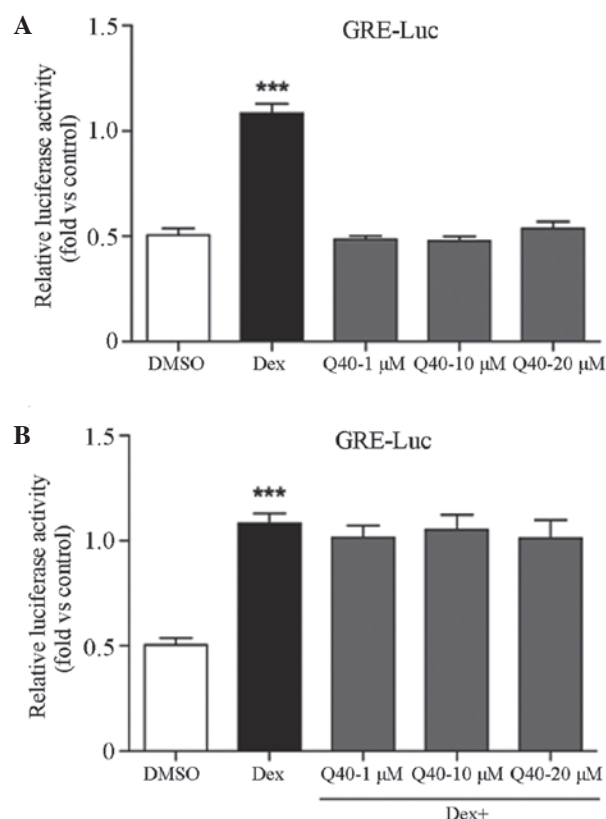 A
GRE-Luc
Relative luciferase activity
(fold vs control)
1.5
1.0
0.5
0
***
DMSO Dex Q40-1 μM Q40-10 μM Q40-20 μM
B
GRE-Luc
Relative luciferase activity
(fold vs control)
1.5
1.0
0.5
0
***
DMSO Dex Q40-1 μM Q40-10 μM Q40-20 μM
Dex+